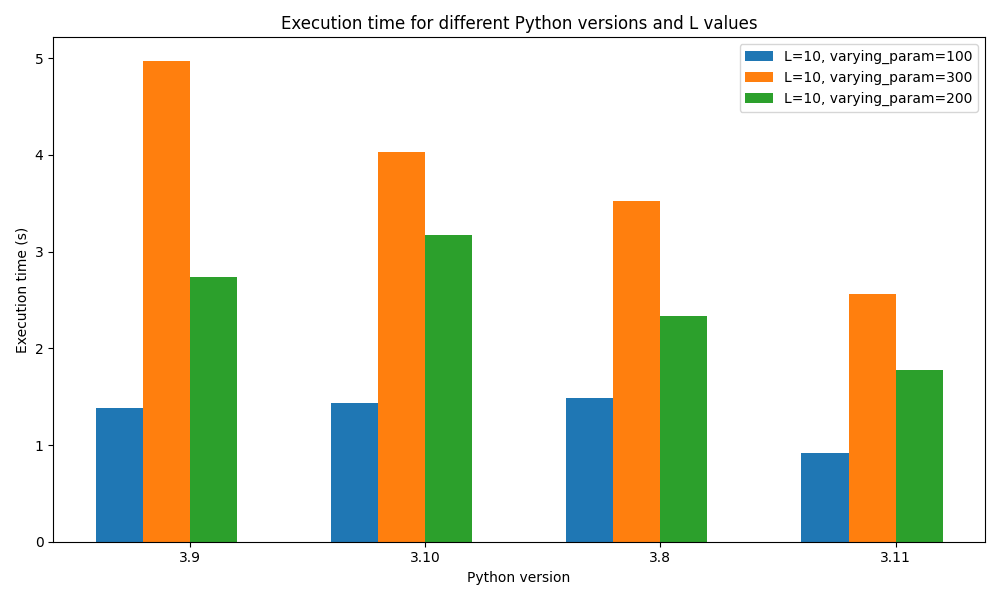 Execution time for different Python versions and L values
L=10, varying_param=100
L=10, varying_param=300
L=10, varying_param=200
Execution time (s)
5
4
3
2
1
0
3.9
3.10
3.8
3.11
Python version